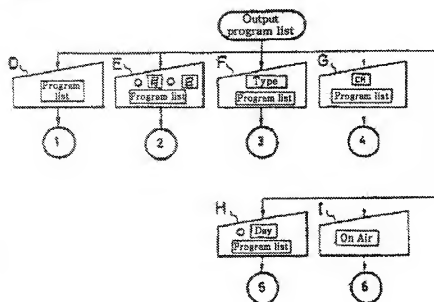 Output
program list
D
Program
list
1
E
Program list
2
F
Type
Program list
3
G
CH
Program list
4
H
Day
Program list
5
I
On Air
6